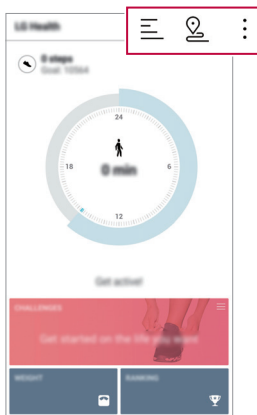 LG Health
0 steps
Goal: 10564
24
18
0 min
6
12
Get active!
CHALLENGES
Get started on the life you want
WEIGHT
RANKING